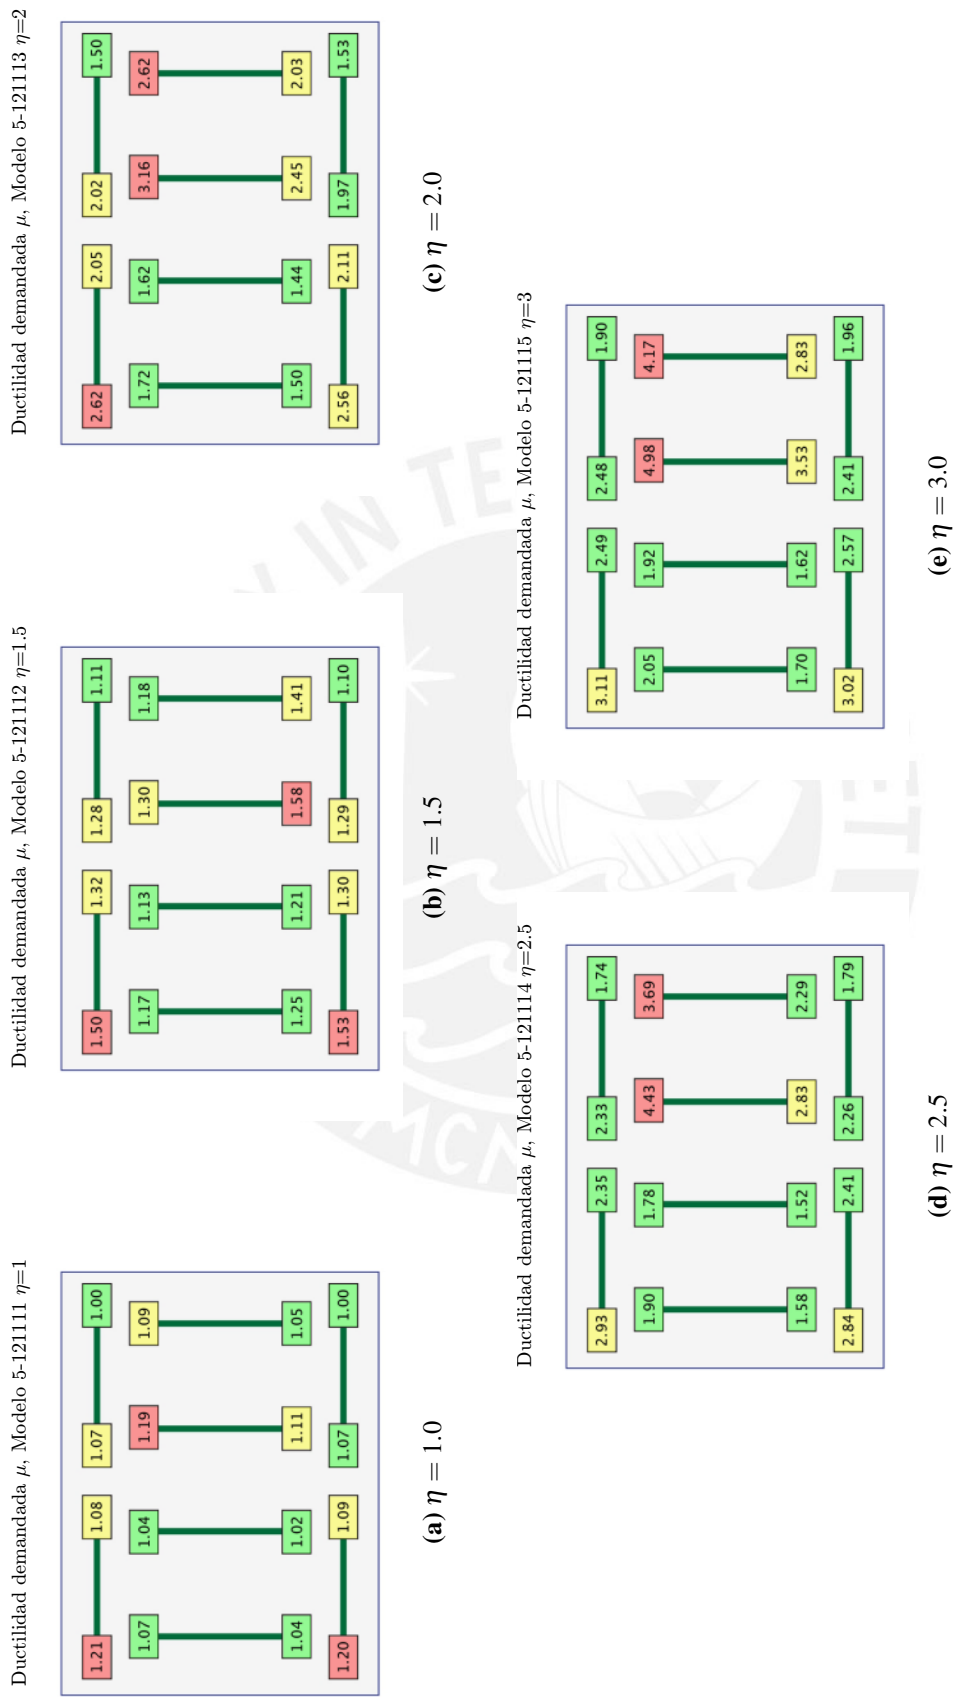 Ductilidad demandada μ, Modelo 5-121111 η=1
1.21 1.08 1.07 1.00
1.07 1.04 1.19 1.09
1.04 1.02 1.11 1.05
1.20 1.09 1.07 1.00
(a) η = 1.0
Ductilidad demandada μ, Modelo 5-121112 η=1.5
1.50 1.32 1.28 1.11
1.17 1.13 1.30 1.18
1.25 1.21 1.58 1.41
1.53 1.30 1.29 1.10
(b) η = 1.5
Ductilidad demandada μ, Modelo 5-121113 η=2
2.62 2.05 2.02 1.50
1.72 1.62 3.16 2.62
1.50 1.44 2.45 2.03
2.56 2.11 1.97 1.53
(c) η = 2.0
Ductilidad demandada μ, Modelo 5-121114 η=2.5
2.93 2.35 2.33 1.74
1.90 1.78 4.43 3.69
1.58 1.52 2.83 2.29
2.84 2.41 2.26 1.79
(d) η = 2.5
Ductilidad demandada μ, Modelo 5-121115 η=3
3.11 2.49 2.48 1.90
2.05 1.92 4.98 4.17
1.70 1.62 3.53 2.83
3.02 2.57 2.41 1.96
(e) η = 3.0
IN TE